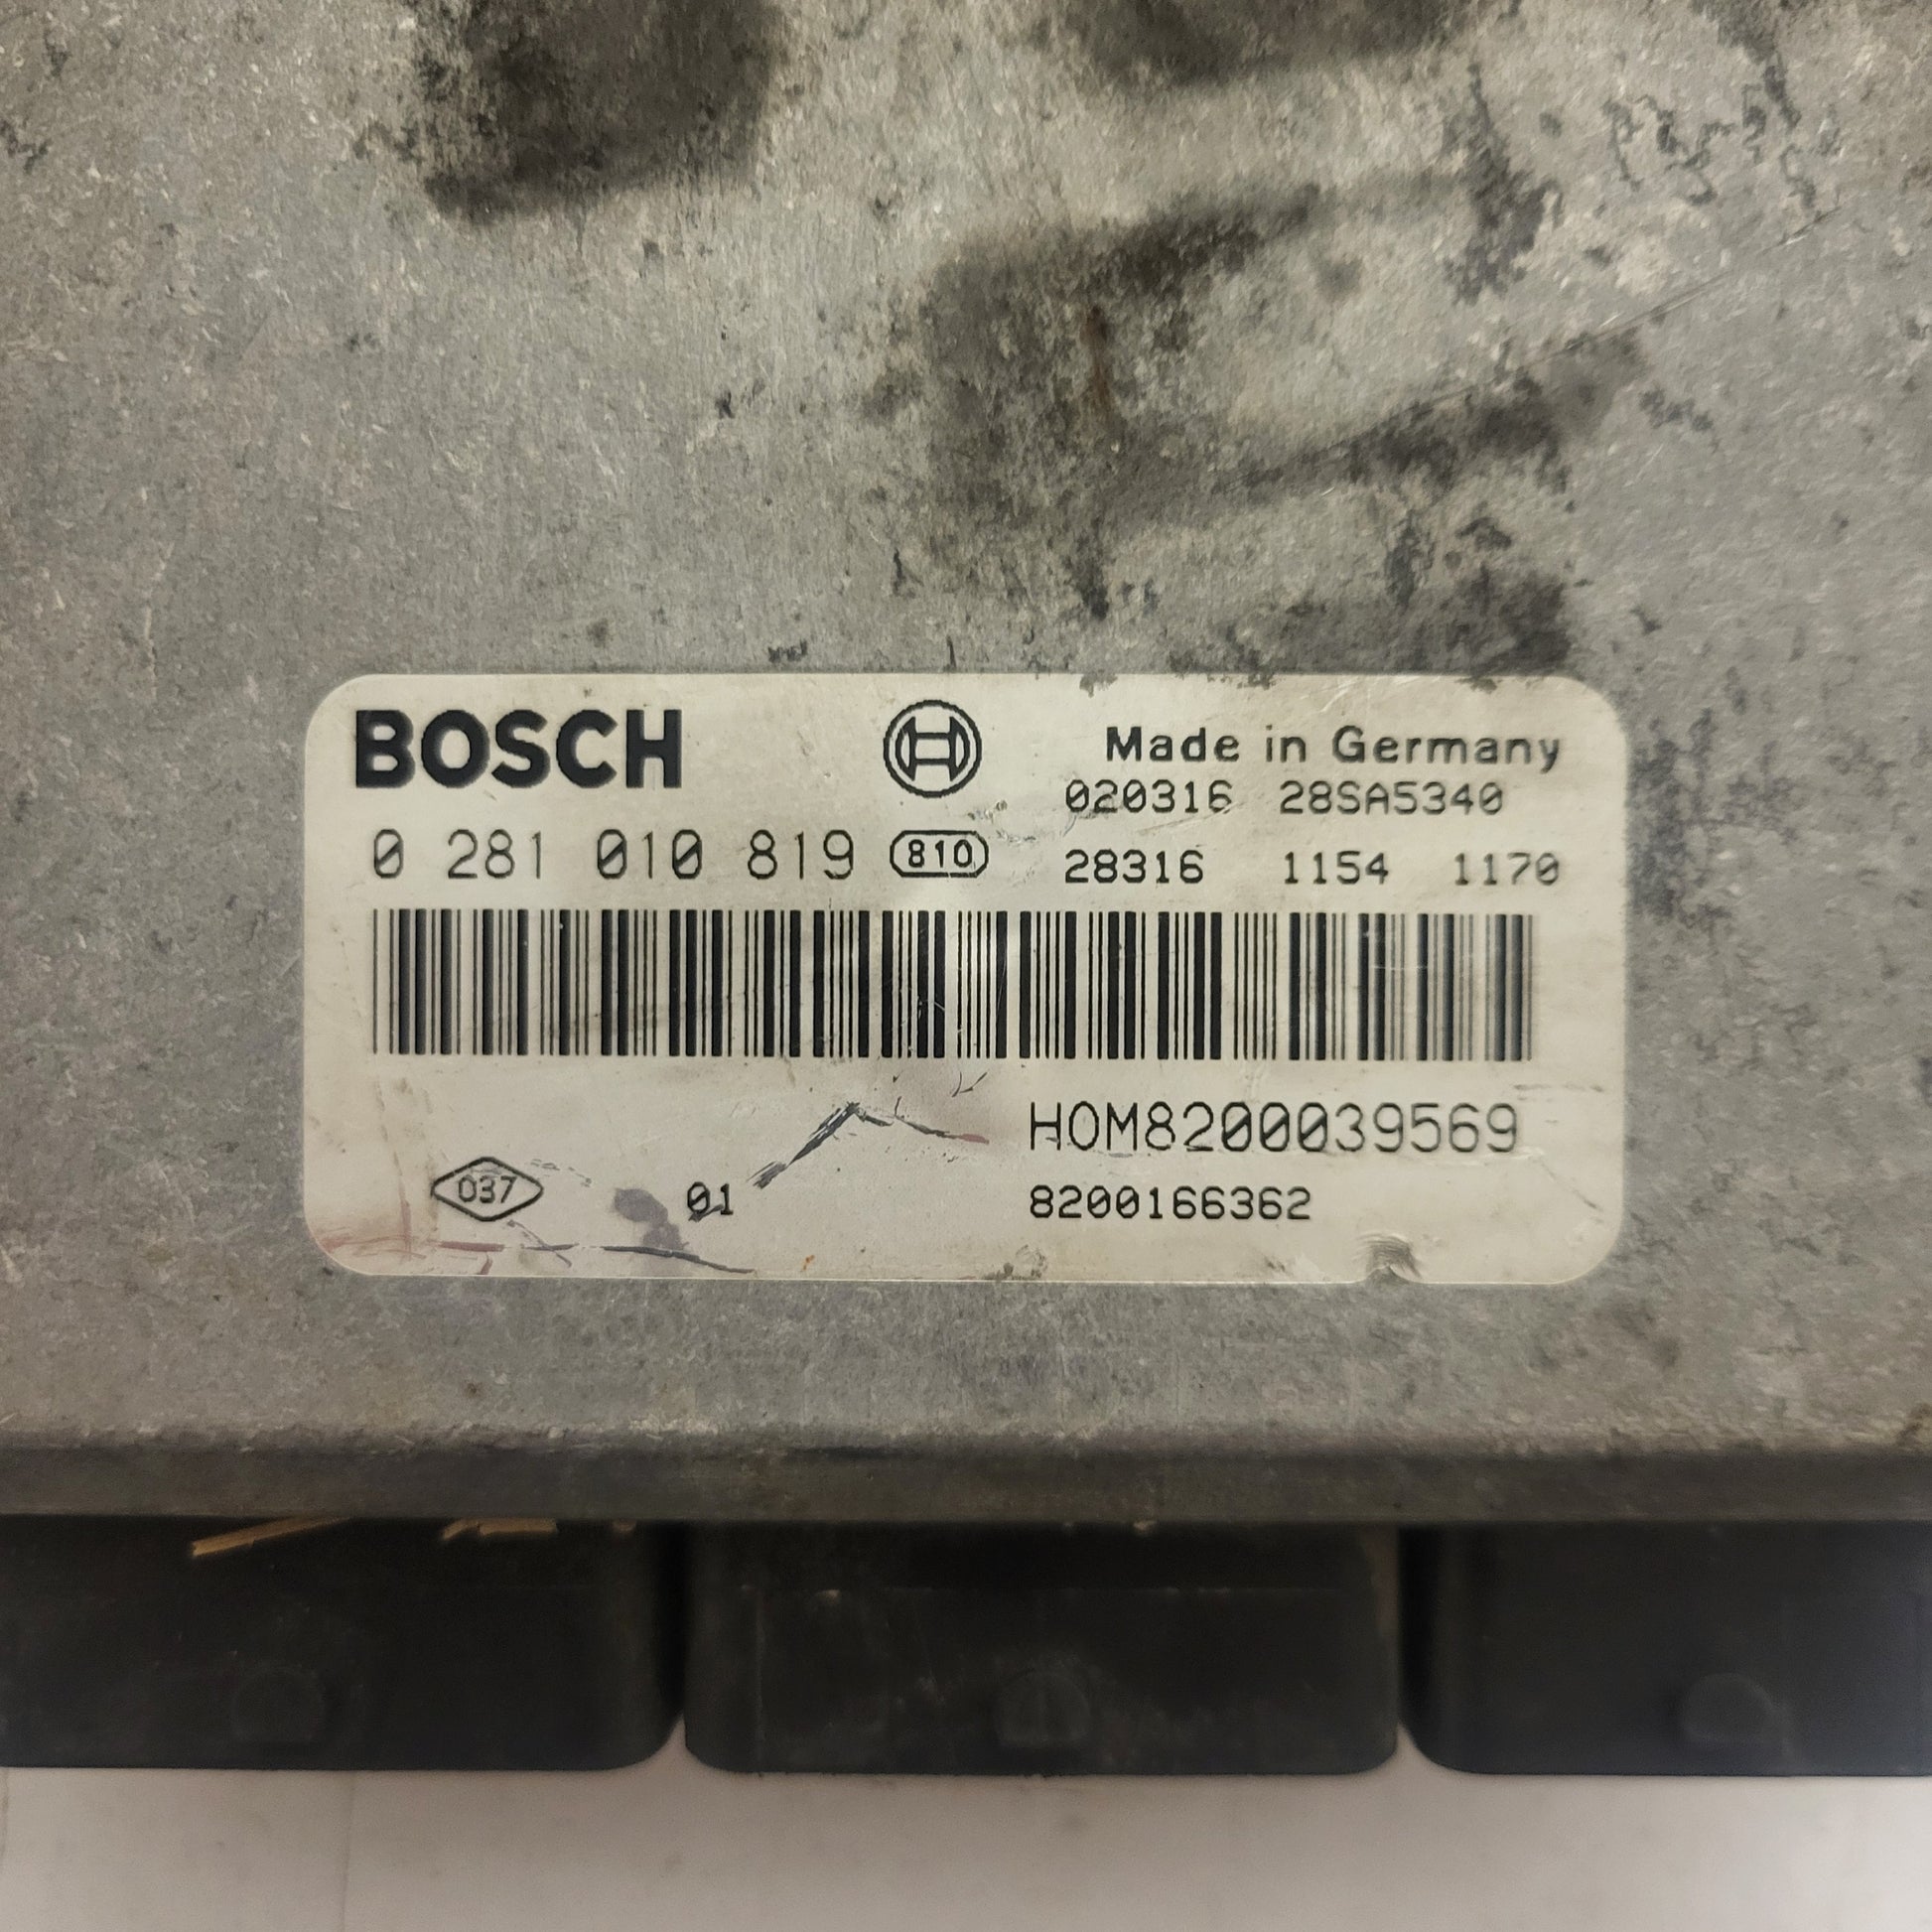 BOSCH
Made in Germany
020316 28SA5340
0 281 010 819 810
28316 1154 1170
HOM8200039569
037 01 8200166362